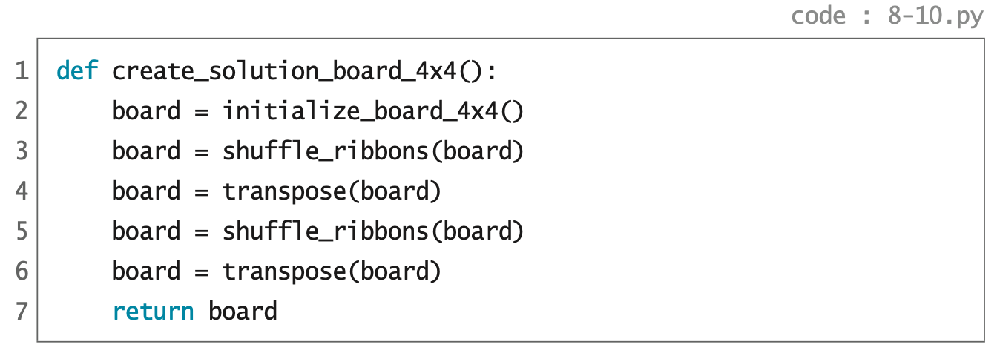 code : 8-10.py
1 def create_solution_board_4x4():
2     board = initialize_board_4x4()
3     board = shuffle_ribbons(board)
4     board = transpose(board)
5     board = shuffle_ribbons(board)
6     board = transpose(board)
7     return board